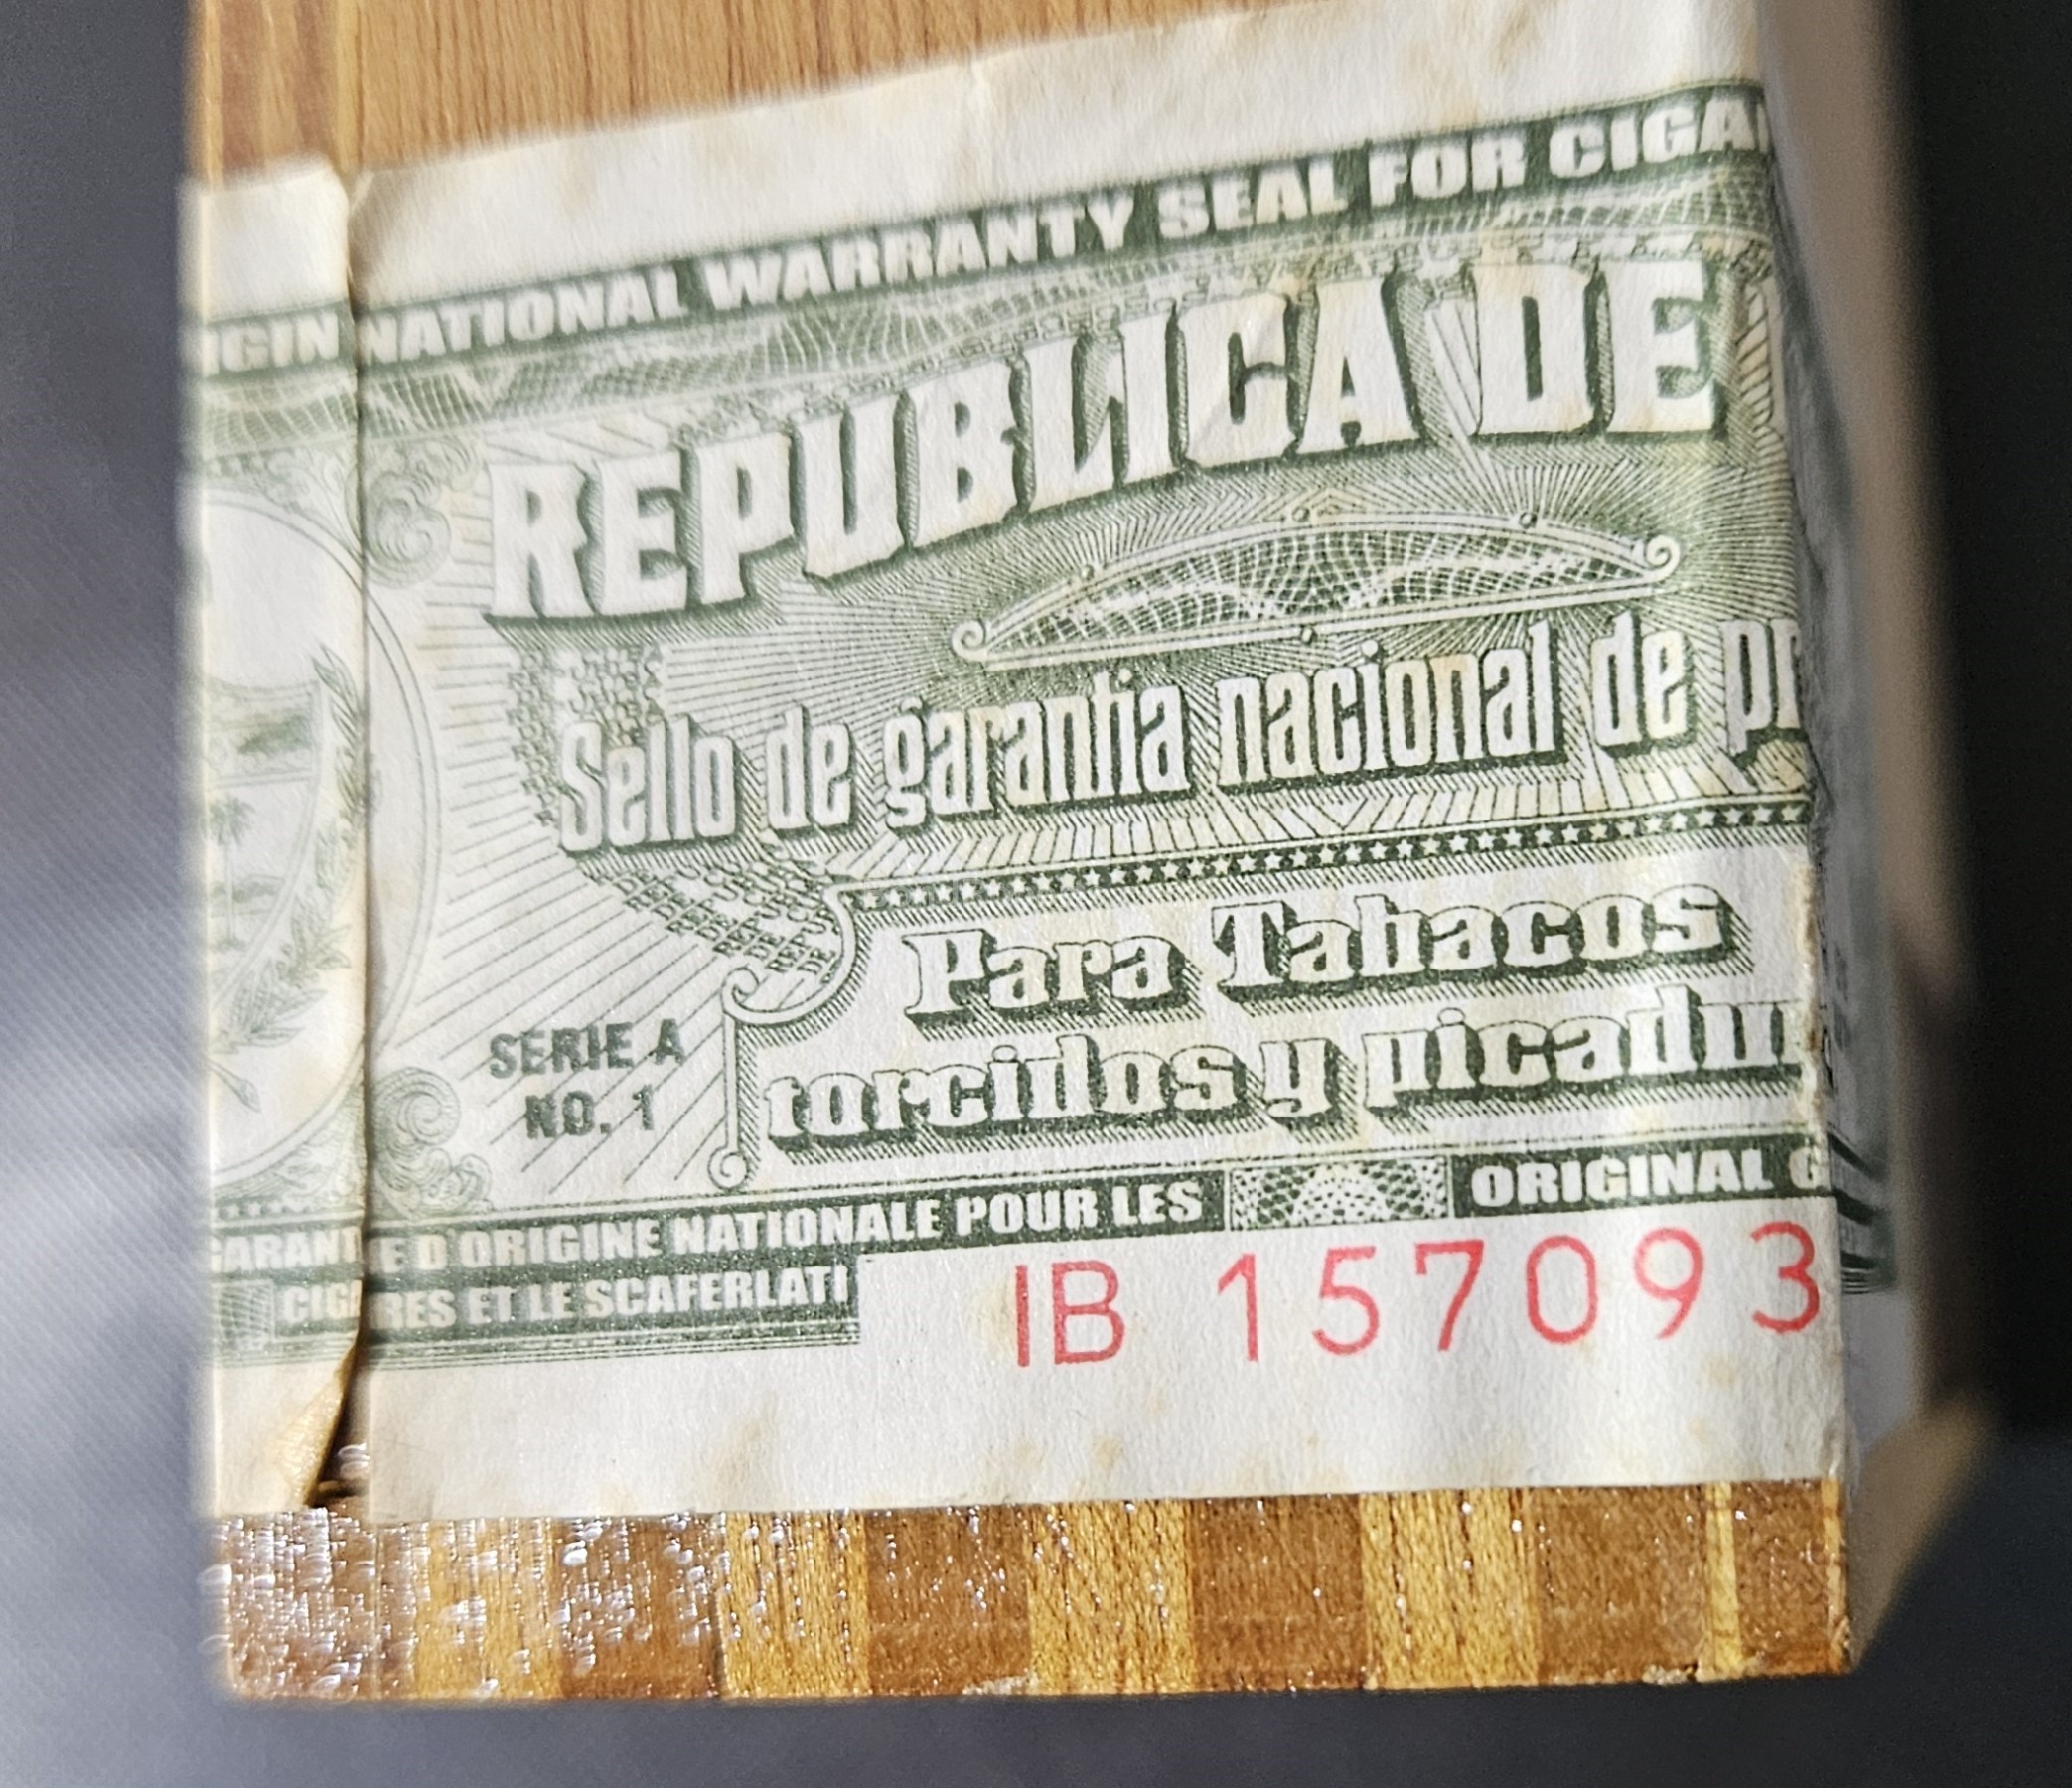 IGIN NATIONAL WARRANTY SEAL FOR CIGA
REPUBLICA DE
Sello de garantia nacional de pr
Para Tabacos
torcidos y picadu
SERIE A
NO. 1
GARANTIE D ORIGINE NATIONALE POUR LES
ORIGINAL G
CIGARES ET LE SCAFERLATI
IB 157093